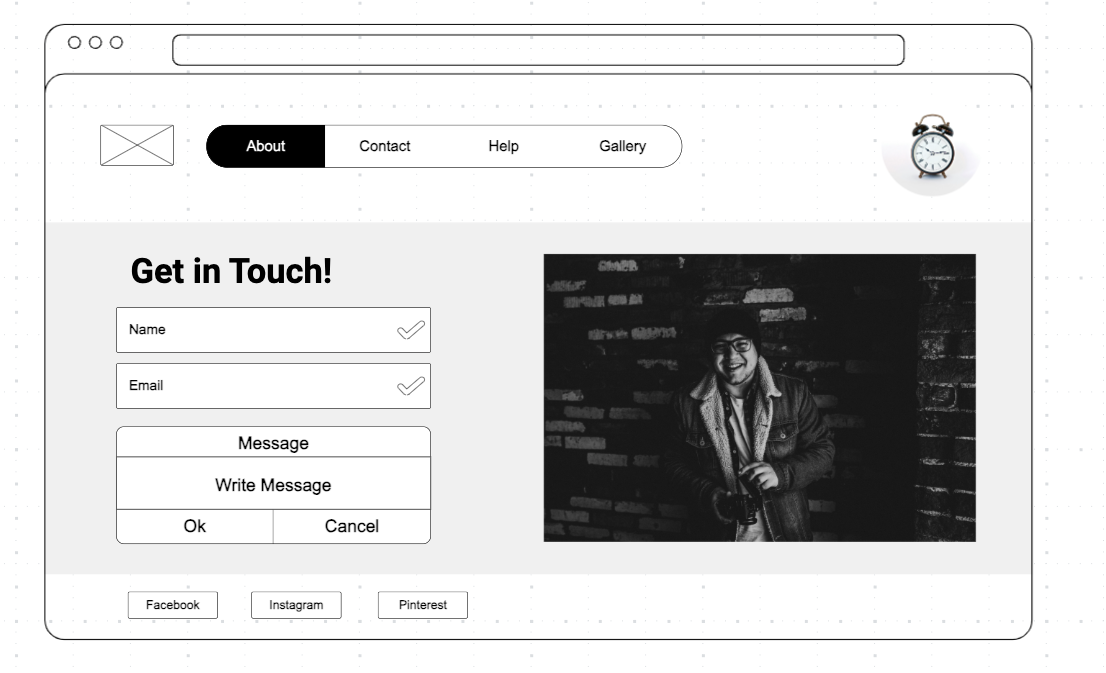 About
Contact
Help
Gallery
Get in Touch!
Name
Email
Message
Write Message
Ok
Cancel
Facebook
Instagram
Pinterest